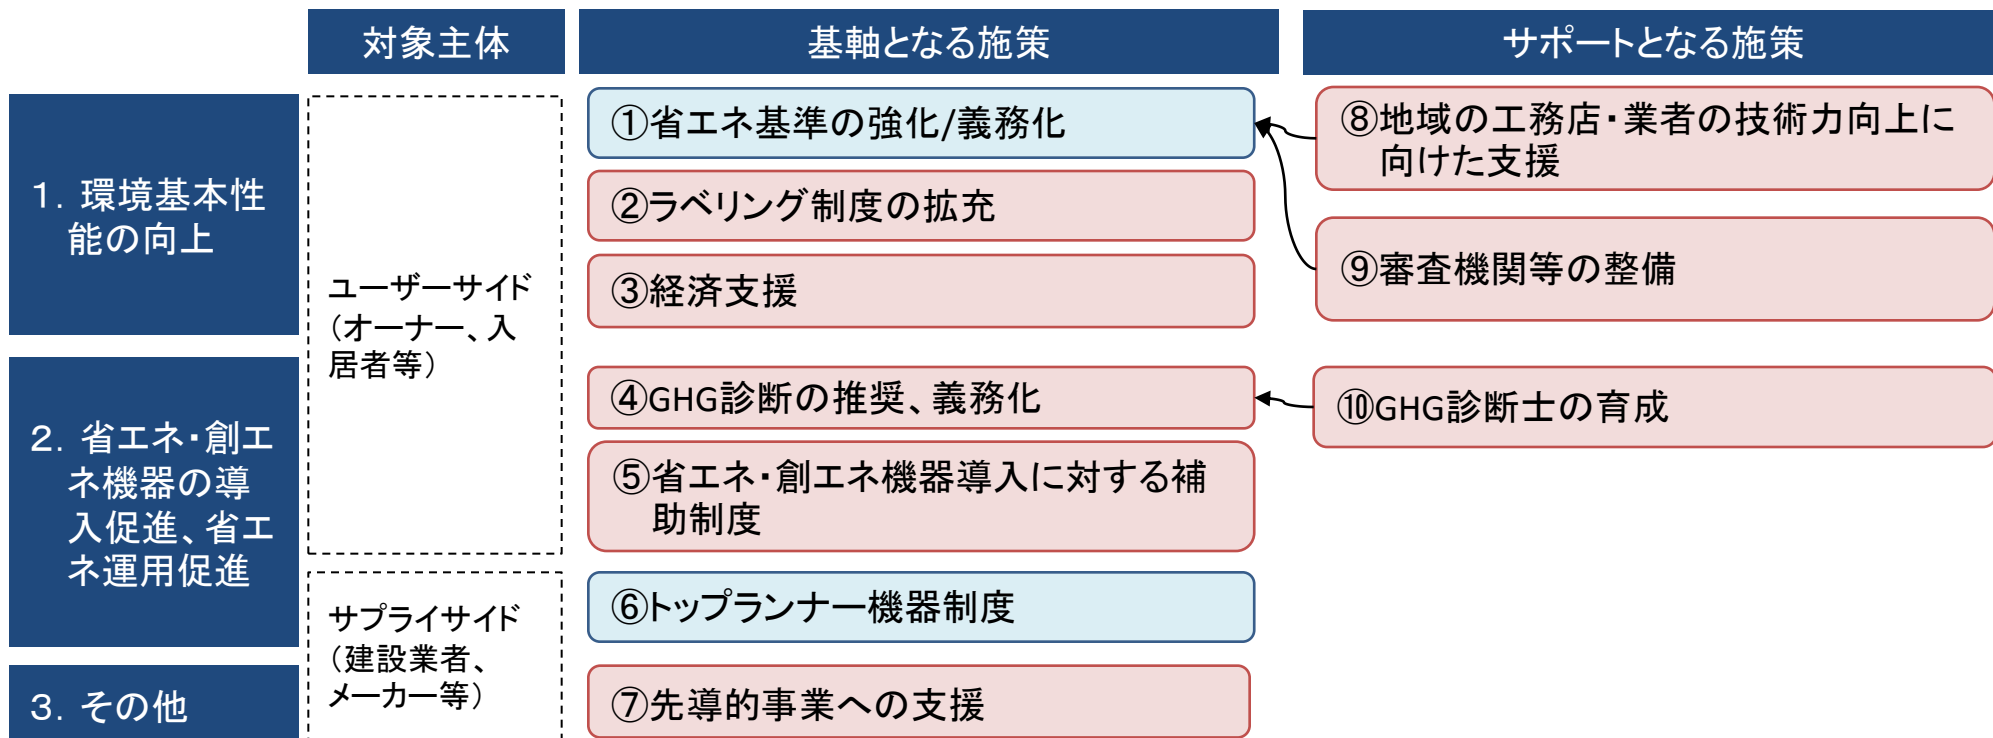 対象主体
基軸となる施策
サポートとなる施策
1. 環境基本性
能の向上
2. 省エネ・創エ
ネ機器の導
入促進、省エ
ネ運用促進
3. その他
ユーザーサイド
（オーナー、入
居者等）
サプライサイド
（建設業者、
メーカー等）
①省エネ基準の強化/義務化
②ラベリング制度の拡充
③経済支援
④GHG診断の推奨、義務化
⑤省エネ・創エネ機器導入に対する補
助制度
⑥トップランナー機器制度
⑦先導的事業への支援
⑧地域の工務店・業者の技術力向上に
向けた支援
⑨審査機関等の整備
⑩GHG診断士の育成